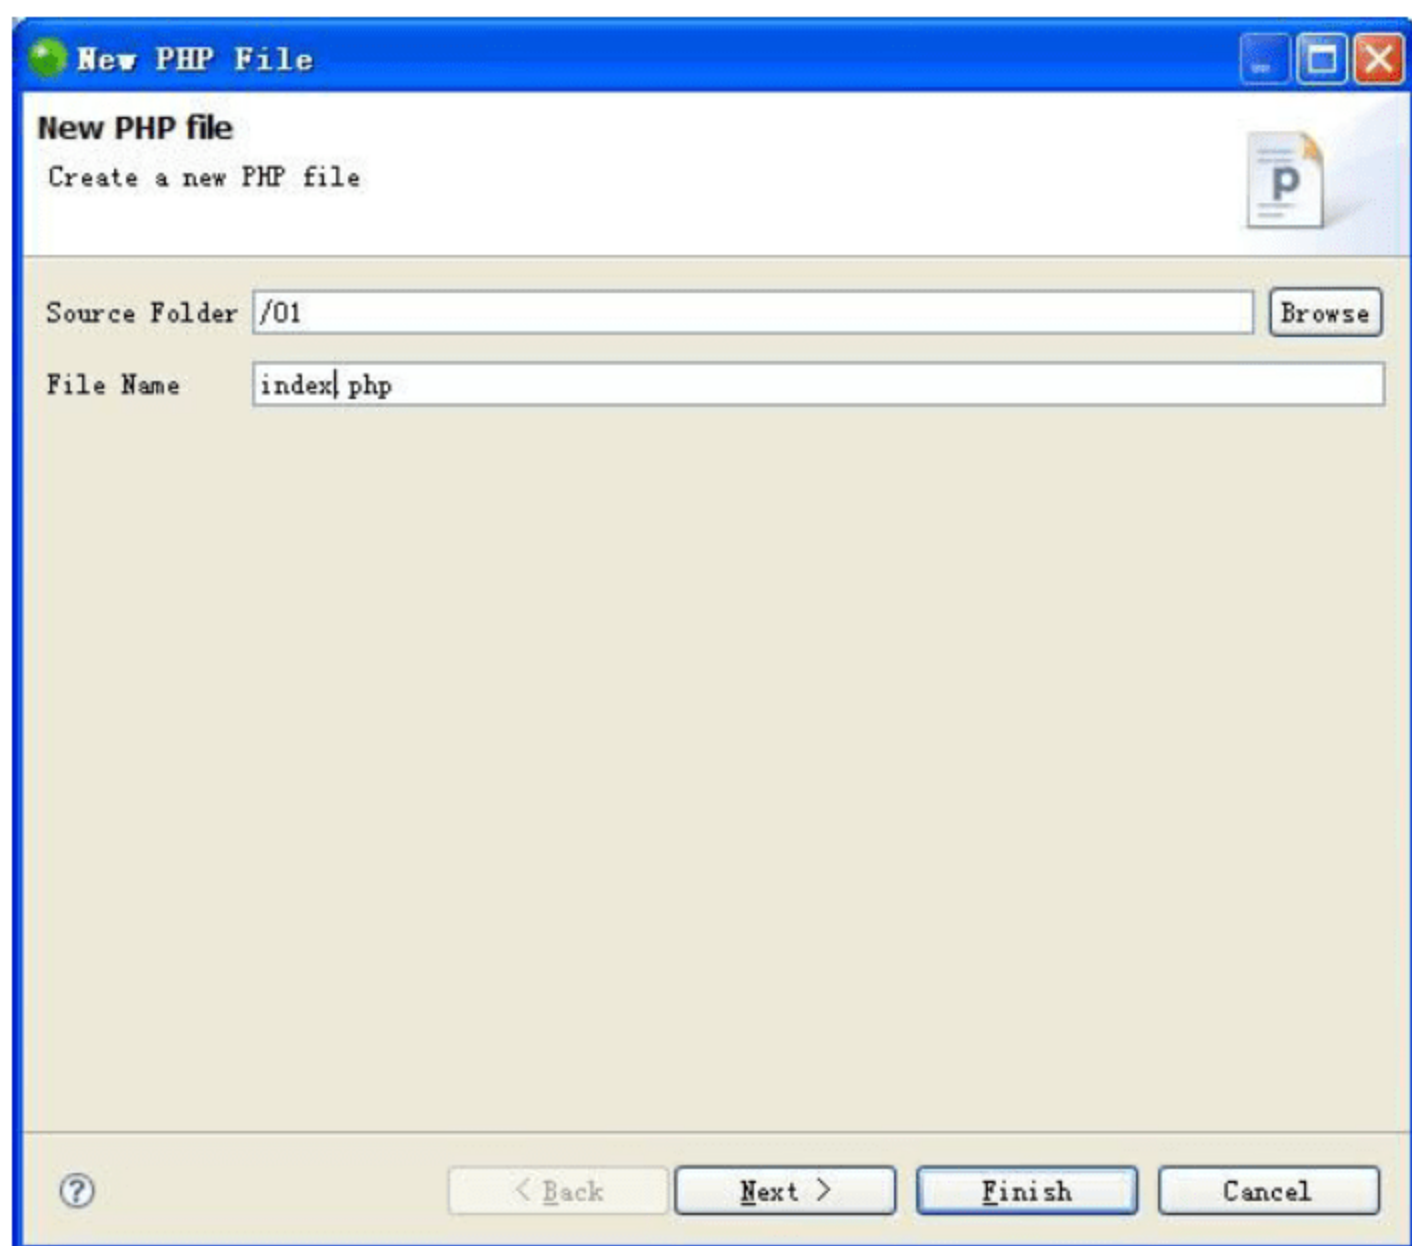 New PHP File
New PHP file
Create a new PHP file
p
Source Folder /01 Browse
File Name index.php
? < Back Next > Finish Cancel